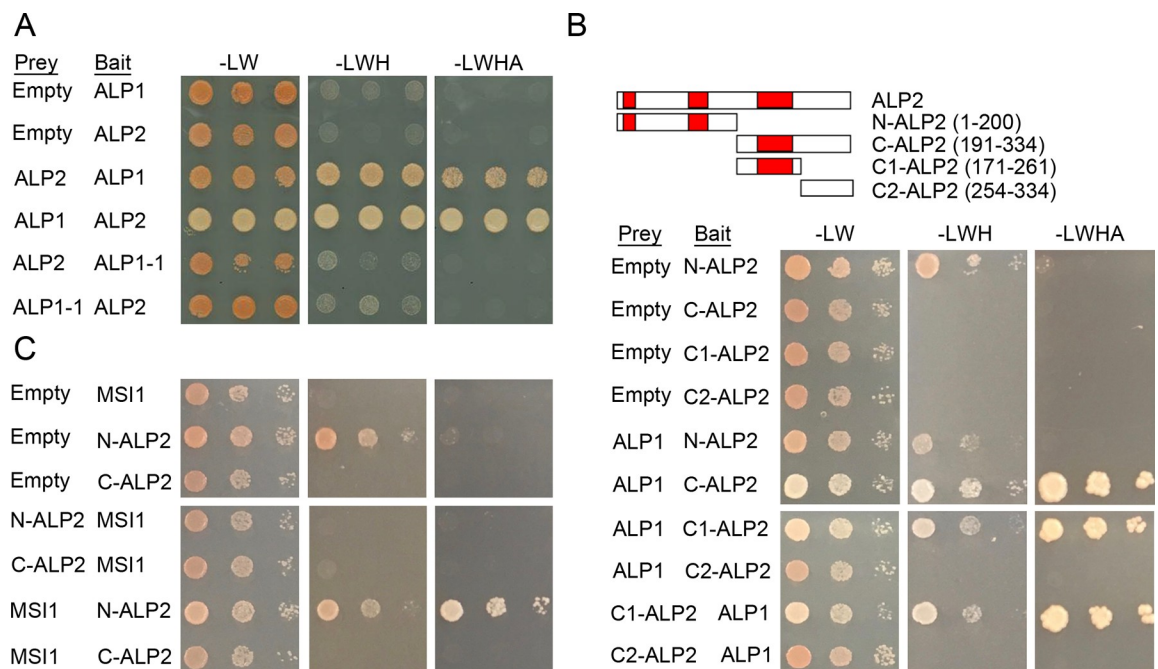 A
Prey Bait -LW -LWH -LWHA
Empty ALP1
Empty ALP2
ALP2 ALP1
ALP1 ALP2
ALP2 ALP1-1
ALP1-1 ALP2
B
ALP2
N-ALP2 (1-200)
C-ALP2 (191-334)
C1-ALP2 (171-261)
C2-ALP2 (254-334)
Prey Bait -LW -LWH -LWHA
Empty N-ALP2
Empty C-ALP2
Empty C1-ALP2
Empty C2-ALP2
ALP1 N-ALP2
ALP1 C-ALP2
ALP1 C1-ALP2
ALP1 C2-ALP2
C1-ALP2 ALP1
C2-ALP2 ALP1
C
Empty MSI1
Empty N-ALP2
Empty C-ALP2
N-ALP2 MSI1
C-ALP2 MSI1
MSI1 N-ALP2
MSI1 C-ALP2